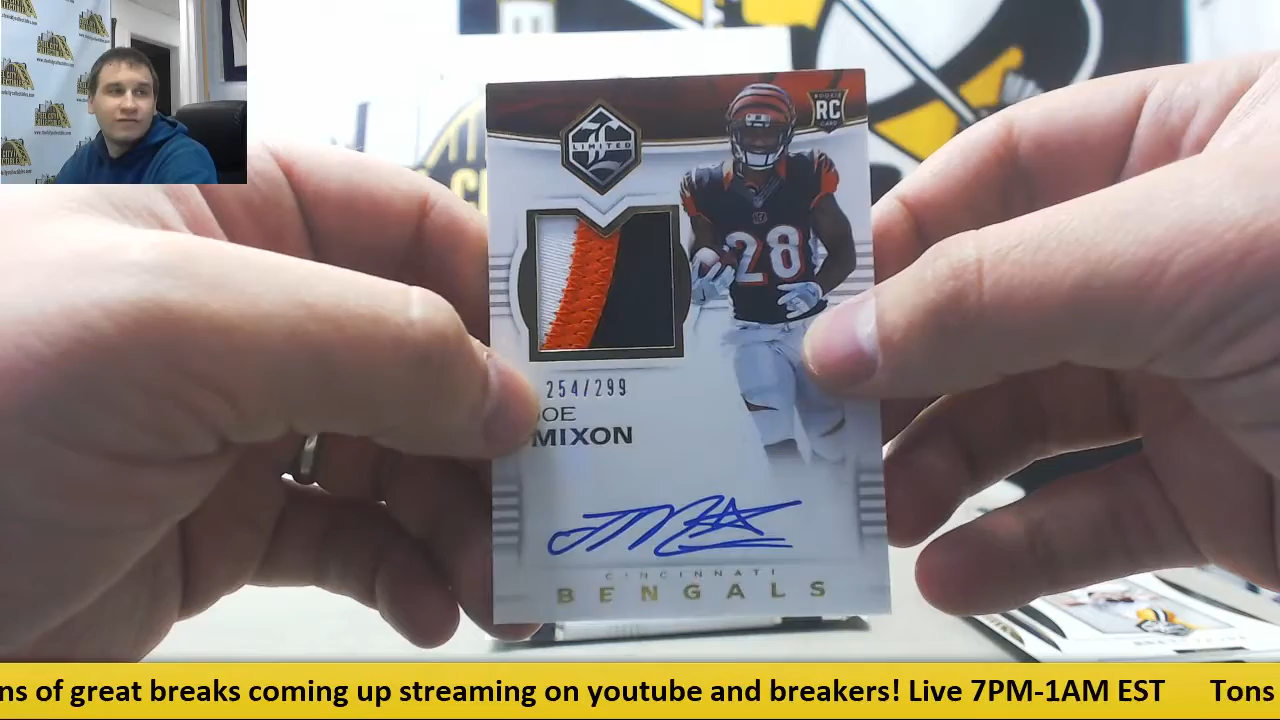 LIMITED
ROOKIE
RC
CARD
28
254/299
OE
MIXON
CINCINNATI
BENGALS
ns of great breaks coming up streaming on youtube and breakers! Live 7PM-1AM EST Tons